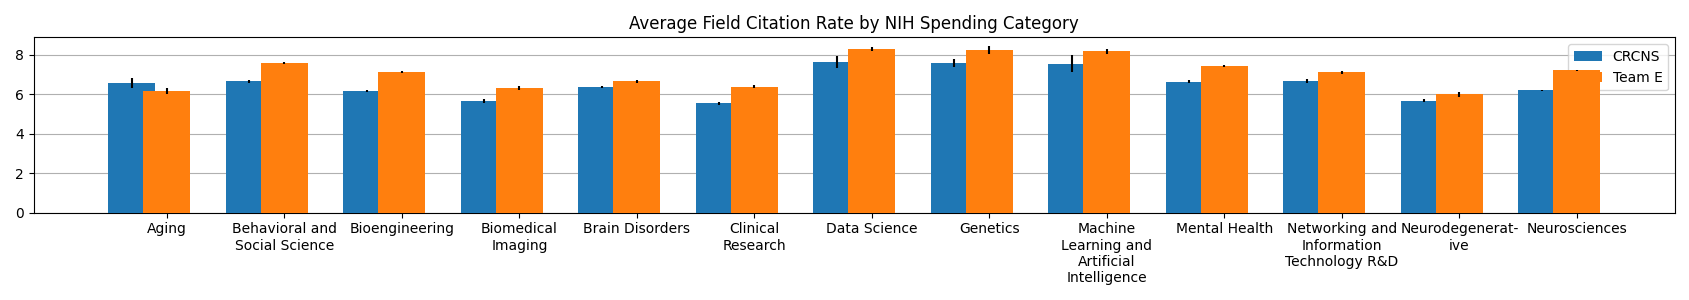 Average Field Citation Rate by NIH Spending Category
CRCNS
Team E
8
6
4
2
0
Aging
Behavioral and
Social Science
Bioengineering
Biomedical
Imaging
Brain Disorders
Clinical
Research
Data Science
Genetics
Machine
Learning and
Artificial
Intelligence
Mental Health
Networking and
Information
Technology R&D
Neurodegenerat-
ive
Neurosciences